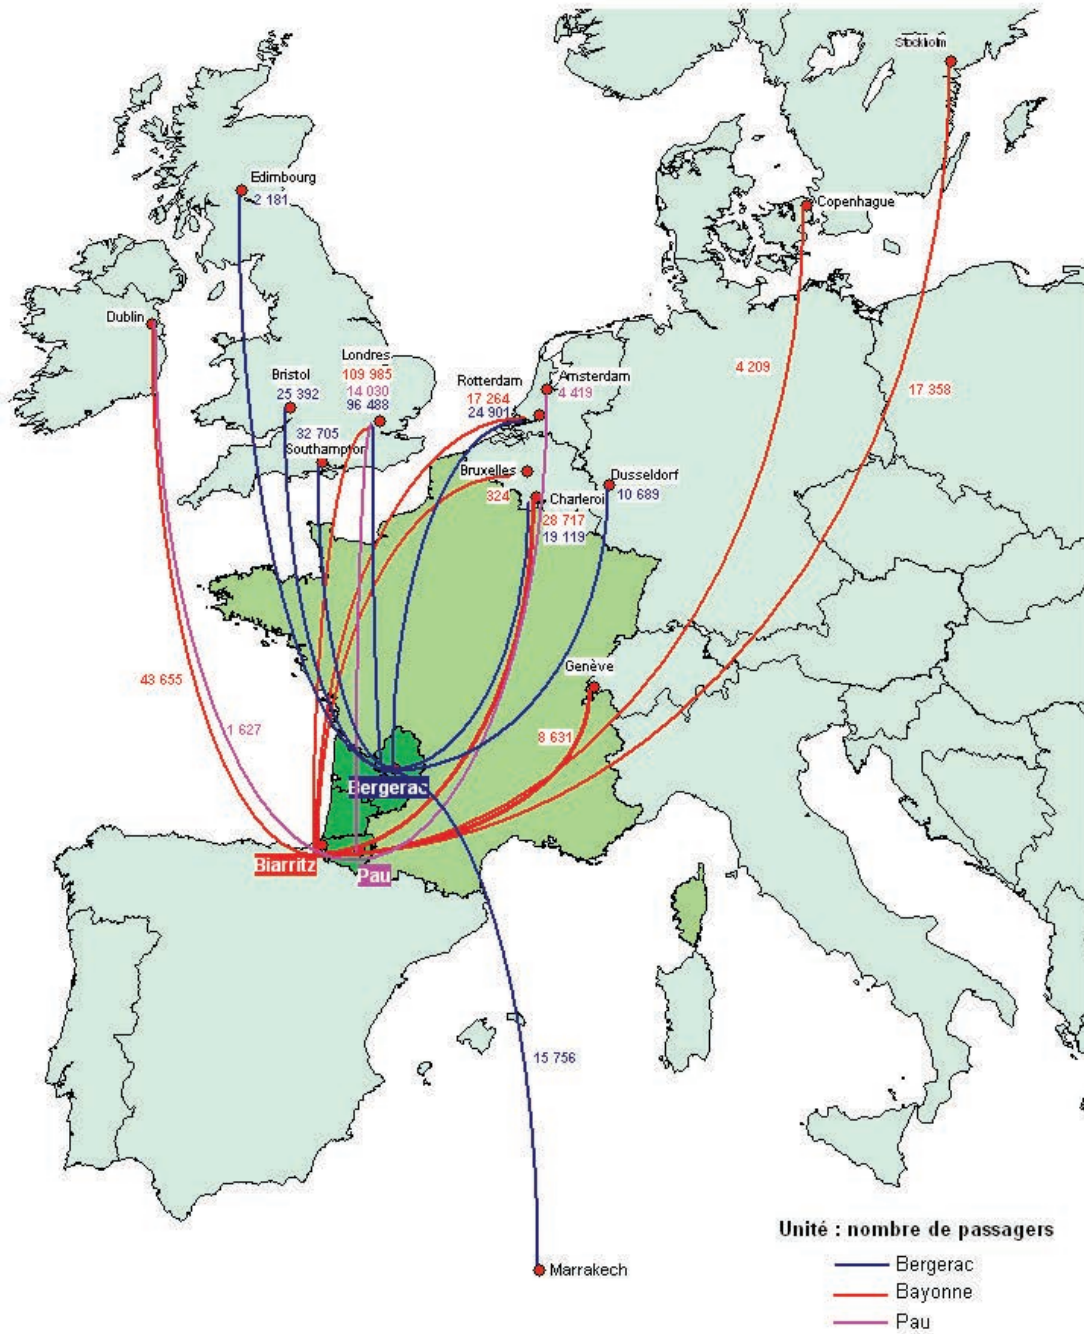 Stockholm
Edimbourg
2 181
Copenhague
Dublin
Londres
109 985
14 030
96 488
Bristol
25 392
Rotterdam
17 264
24 901
Amsterdam
4 419
4 209
17 358
32 705
Southampton
Bruxelles
324
Charleroi
28 717
19 119
Dusseldorf
10 689
Genève
43 655
1 627
8 631
Bergerac
Biarritz
Pau
15 756
Marrakech
Unité : nombre de passagers
Bergerac
Bayonne
Pau